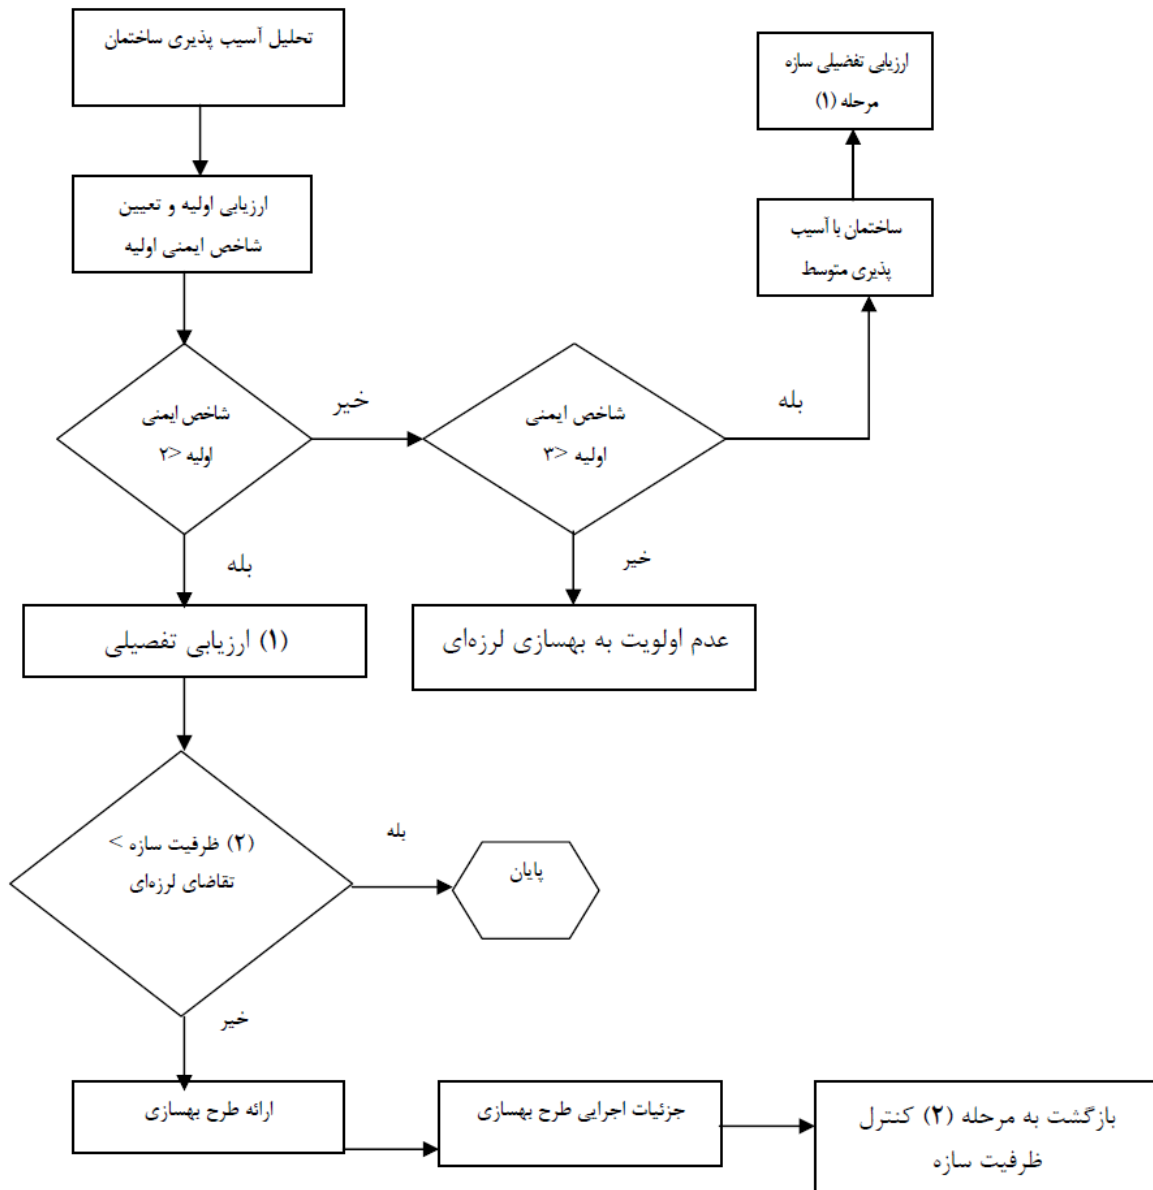 تحلیل آسیب پذیری ساختمان
ارزیابی تفضیلی سازه
مرحله (۱)
ارزیابی اولیه و تعیین
شاخص ایمنی اولیه
ساختمان با آسیب
پذیری متوسط
شاخص ایمنی
اولیه <۲
خیر
شاخص ایمنی
اولیه <۳
بله
بله
خیر
(۱) ارزیابی تفصیلی
عدم اولویت به بهسازی لرزه‌ای
(۲) ظرفیت سازه >
تقاضای لرزه‌ای
بله
پایان
خیر
ارائه طرح بهسازی
جزئیات اجرایی طرح بهسازی
بازگشت به مرحله (۲) کنترل
ظرفیت سازه